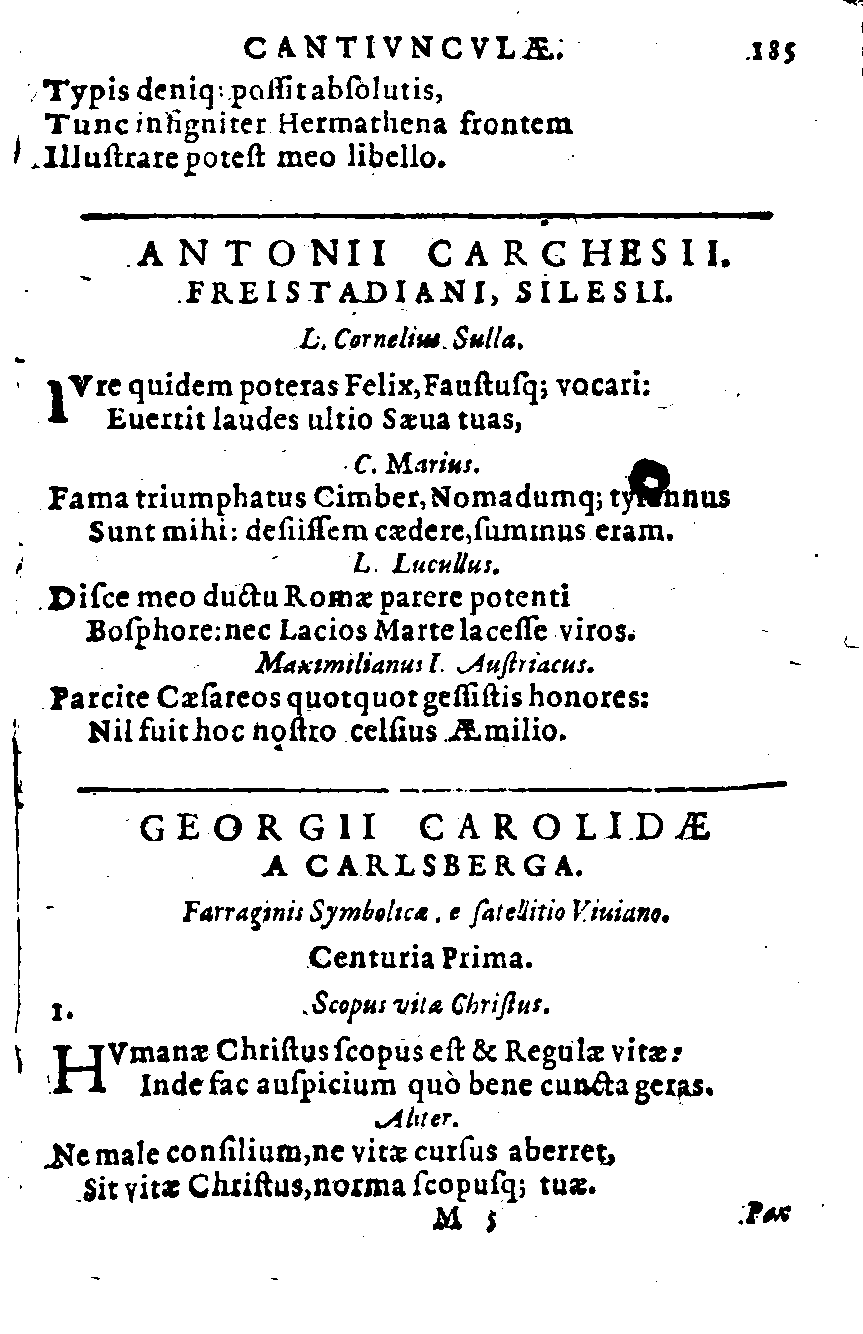 CANTIVNCVLÆ. 185
Typis deniq; possit absolutis,
Tunc insigniter Hermathena frontem
Illustrare potest meo libello.
ANTONII CARCHESII.
FREISTADIANI, SILESII.
L. Cornelius Sulla.
IVre quidem poteras Felix, Faustusq; vocari:
Euertit laudes ultio Sæua tuas,
C. Marius.
Fama triumphatus Cimber, Nomadumq; tyrannus
Sunt mihi: desiissem cædere, summus eram.
L. Lucullus.
Disce meo ductu Romæ parere potenti
Bosphore: nec Lacios Marte lacesse viros.
Maximilianus I. Austriacus.
Parcite Cæsareos quotquot gessistis honores:
Nil fuit hoc nostro celsius Æmilio.
GEORGII CAROLIDÆ
A CARLSBERGA.
Farraginis Symbolicæ, e satellitio Viuiano.
Centuria Prima.
I. Scopus vitæ Christus.
HVmanæ Christus scopus est & Regulæ vitæ:
Inde fac auspicium quò bene cuncta geras.
Aliter.
Ne male consilium, ne vitæ cursus aberret,
Sit vitæ Christus, norma scopusq; tuæ.
M 5 Pax